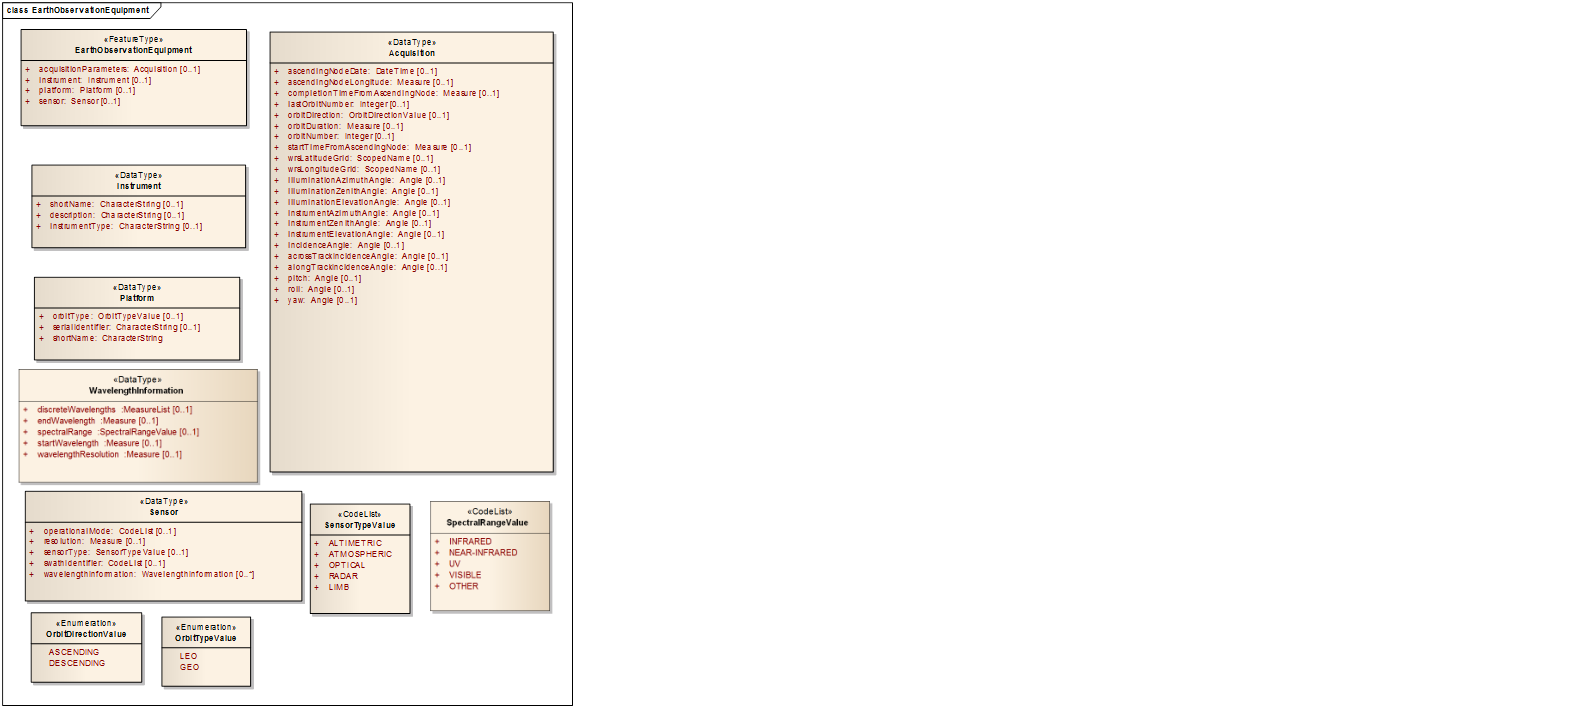 class EarthObservationEquipment
«FeatureType»
EarthObservationEquipment
+ acquisitionParameters: Acquisition [0..1]
+ instrument: Instrument [0..1]
+ platform: Platform [0..1]
+ sensor: Sensor [0..1]
«DataType»
Instrument
+ shortName: CharacterString [0..1]
+ description: CharacterString [0..1]
+ instrumentType: CharacterString [0..1]
«DataType»
Platform
+ orbitType: OrbitTypeValue [0..1]
+ serialIdentifier: CharacterString [0..1]
+ shortName: CharacterString
«DataType»
WavelengthInformation
+ discreteWavelengths :MeasureList [0..1]
+ endWavelength :Measure [0..1]
+ spectralRange :SpectralRangeValue [0..1]
+ startWavelength :Measure [0..1]
+ wavelengthResolution :Measure [0..1]
«DataType»
Acquisition
+ ascendingNodeDate: DateTime [0..1]
+ ascendingNodeLongitude: Measure [0..1]
+ completionTimeFromAscendingNode: Measure [0..1]
+ lastOrbitNumber: Integer [0..1]
+ orbitDirection: OrbitDirectionValue [0..1]
+ orbitDuration: Measure [0..1]
+ orbitNumber: Integer [0..1]
+ startTimeFromAscendingNode: Measure [0..1]
+ wrsLatitudeGrid: ScopedName [0..1]
+ wrsLongitudeGrid: ScopedName [0..1]
+ illuminationAzimuthAngle: Angle [0..1]
+ illuminationZenithAngle: Angle [0..1]
+ illuminationElevationAngle: Angle [0..1]
+ instrumentAzimuthAngle: Angle [0..1]
+ instrumentZenithAngle: Angle [0..1]
+ instrumentElevationAngle: Angle [0..1]
+ incidenceAngle: Angle [0..1]
+ acrossTrackIncidenceAngle: Angle [0..1]
+ alongTrackIncidenceAngle: Angle [0..1]
+ pitch: Angle [0..1]
+ roll: Angle [0..1]
+ yaw: Angle [0..1]
«DataType»
Sensor
+ operationalMode: CodeList [0..1]
+ resolution: Measure [0..1]
+ sensorType: SensorTypeValue [0..1]
+ swathIdentifier: CodeList [0..1]
+ wavelengthInformation: WavelengthInformation [0..*]
«CodeList»
SensorTypeValue
+ ALTIMETRIC
+ ATMOSPHERIC
+ OPTICAL
+ RADAR
+ LIMB
«CodeList»
SpectralRangeValue
+ INFRARED
+ NEAR-INFRARED
+ UV
+ VISIBLE
+ OTHER
«Enumeration»
OrbitDirectionValue
ASCENDING
DESCENDING
«Enumeration»
OrbitTypeValue
LEO
GEO